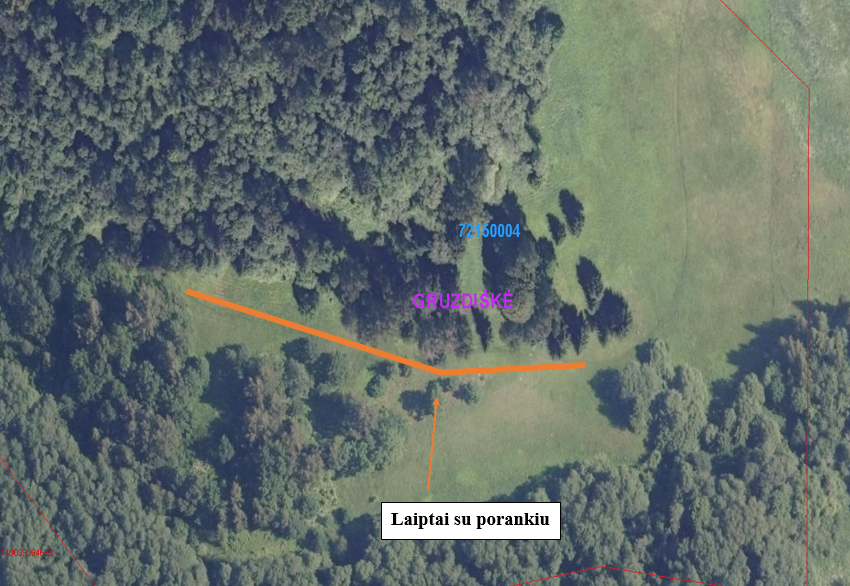 72150004
GRUZDIŠKĖ
Laiptai su porankiu